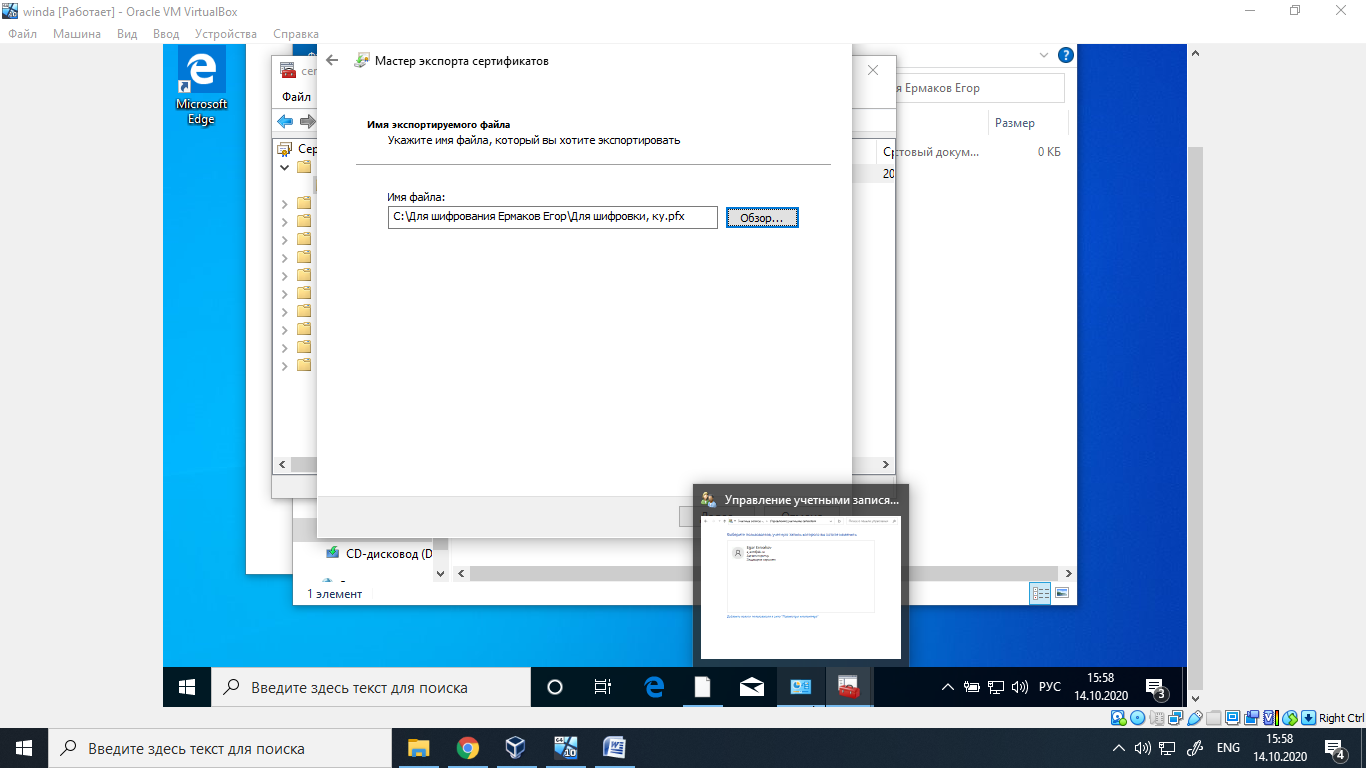 winda [Работает] - Oracle VM VirtualBox
Файл Машина Вид Ввод Устройства Справка
Microsoft Edge
Мастер экспорта сертификатов
я Ермаков Егор
cer
Файл
Имя экспортируемого файла
Укажите имя файла, который вы хотите экспортировать
Размер
Сер
Ср
стовый докум...
0 КБ
20
Имя файла:
C:\Для шифрования Ермаков Егор\Для шифровки, ку.pfx
Обзор...
Управление учетными запися...
CD-дисковод (D
1 элемент
Введите здесь текст для поиска
РУС
15:58
14.10.2020
3
Right Ctrl
Введите здесь текст для поиска
ENG
15:58
14.10.2020
4